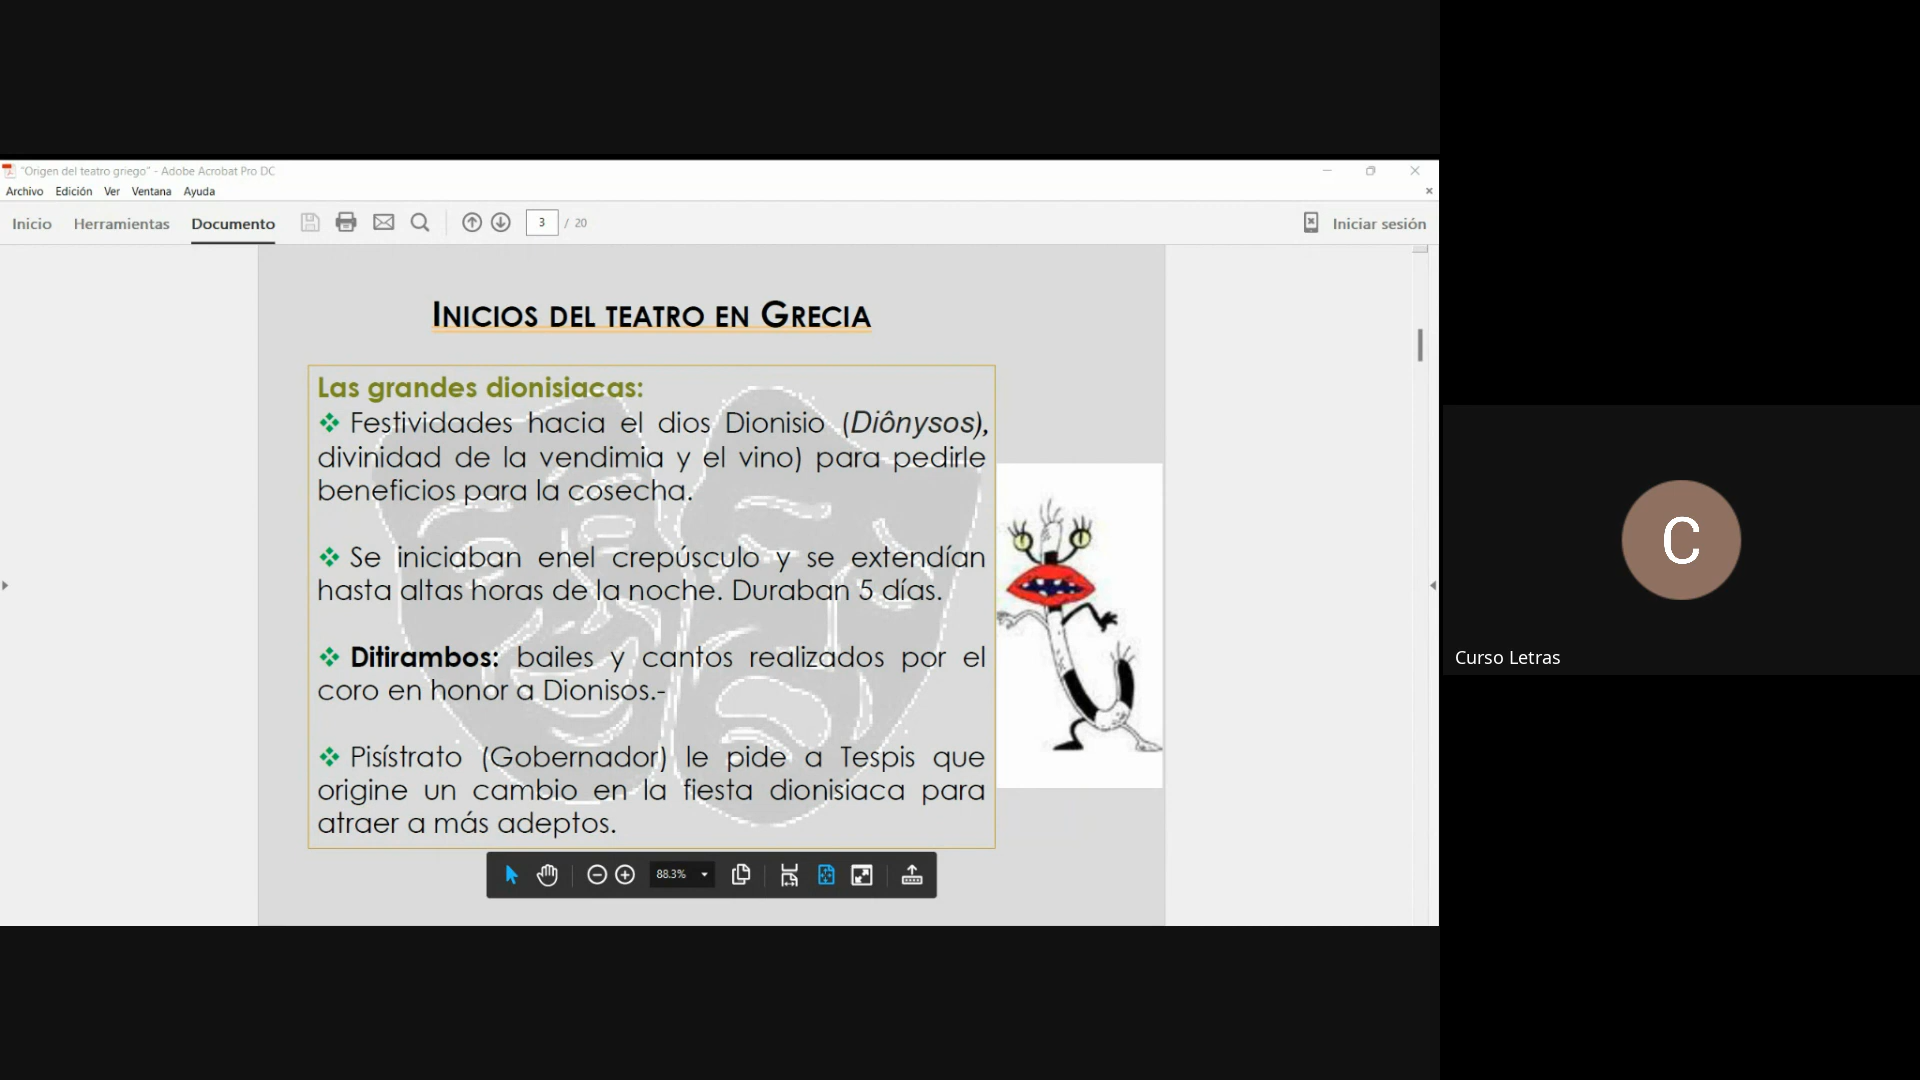 "Origen del teatro griego" - Adobe Acrobat Pro DC
Archivo Edición Ver Ventana Ayuda
Inicio Herramientas Documento 3 / 20 Iniciar sesión
INICIOS DEL TEATRO EN GRECIA
Las grandes dionisiacas:
❖ Festividades hacia el dios Dionisio (Diônysos),
divinidad de la vendimia y el vino) para pedirle
beneficios para la cosecha.
❖ Se iniciaban enel crepúsculo y se extendían
hasta altas horas de la noche. Duraban 5 días.
❖ Ditirambos: bailes y cantos realizados por el
coro en honor a Dionisos.-
❖ Pisístrato (Gobernador) le pide a Tespis que
origine un cambio en la fiesta dionisiaca para
atraer a más adeptos.
88.3%
C
Curso Letras